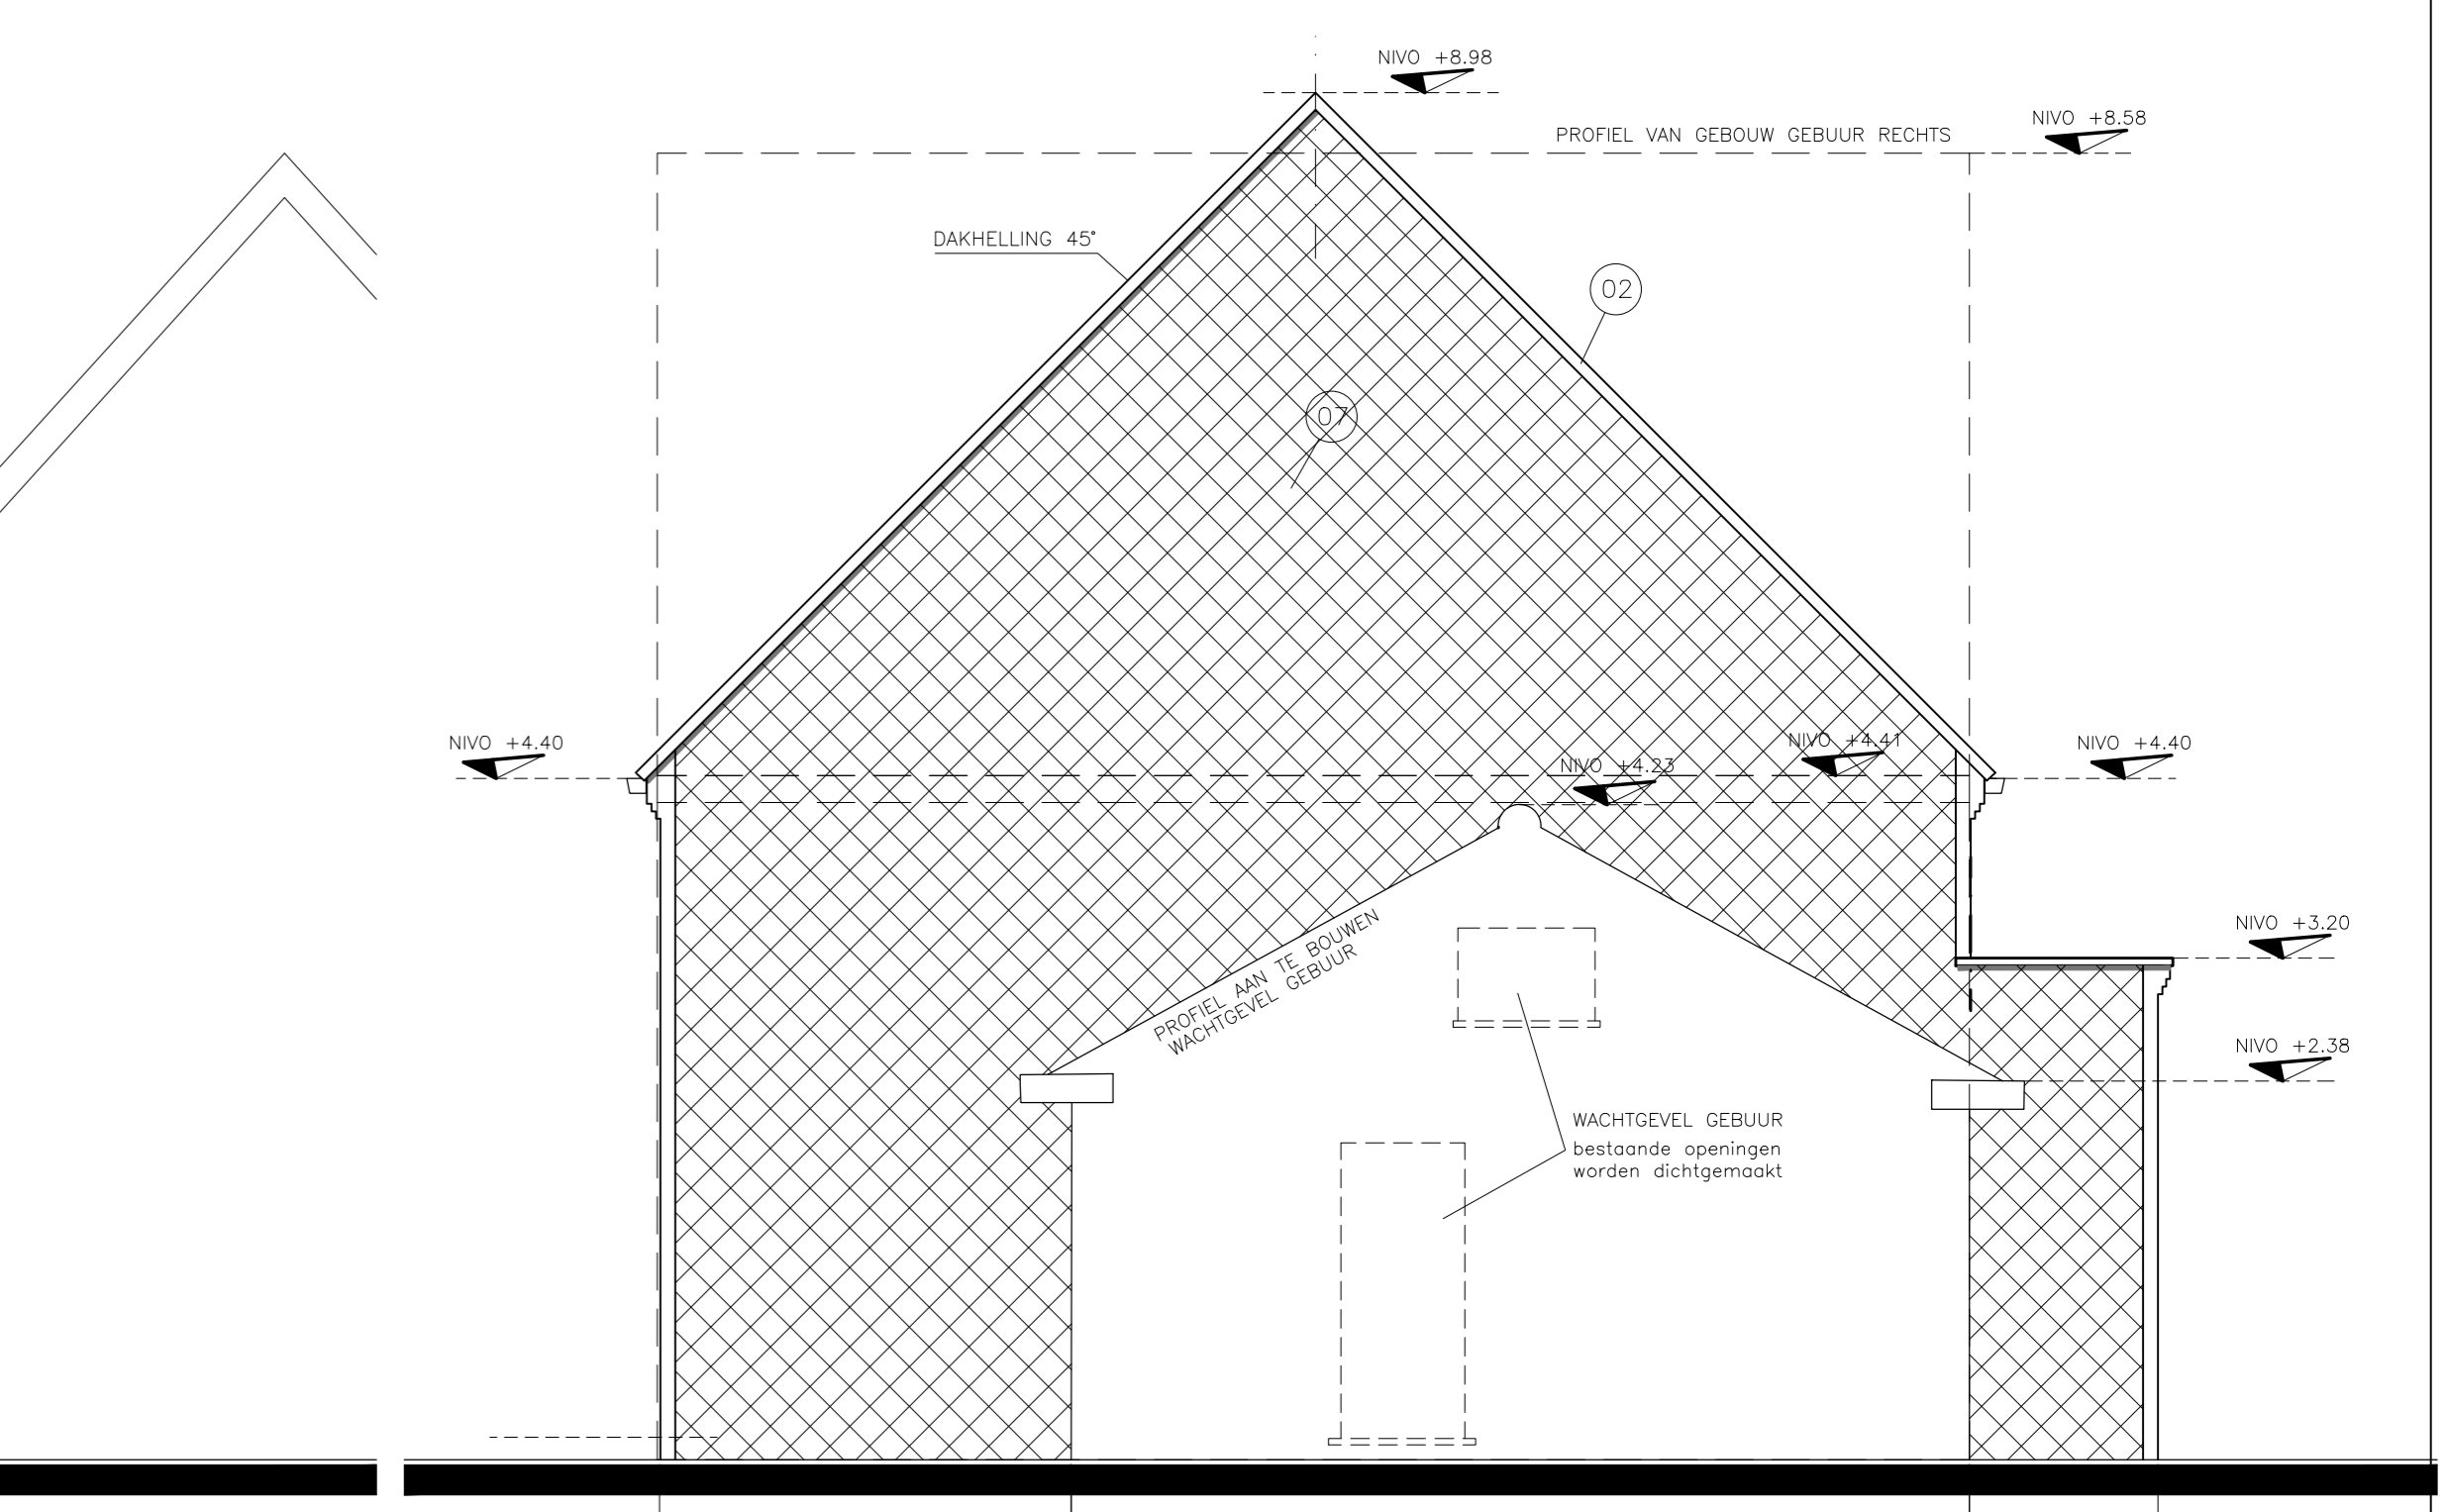 NIVO +8.98
NIVO +8.58
PROFIEL VAN GEBOUW GEBUUR RECHTS
DAKHELLING 45°
02
07
NIVO +4.40
NIVO +4.23
NIVO +4.41
NIVO +4.40
PROFIEL AAN TE BOUWEN
WACHTGEVEL GEBUUR
NIVO +3.20
NIVO +2.38
WACHTGEVEL GEBUUR
bestaande openingen
worden dichtgemaakt